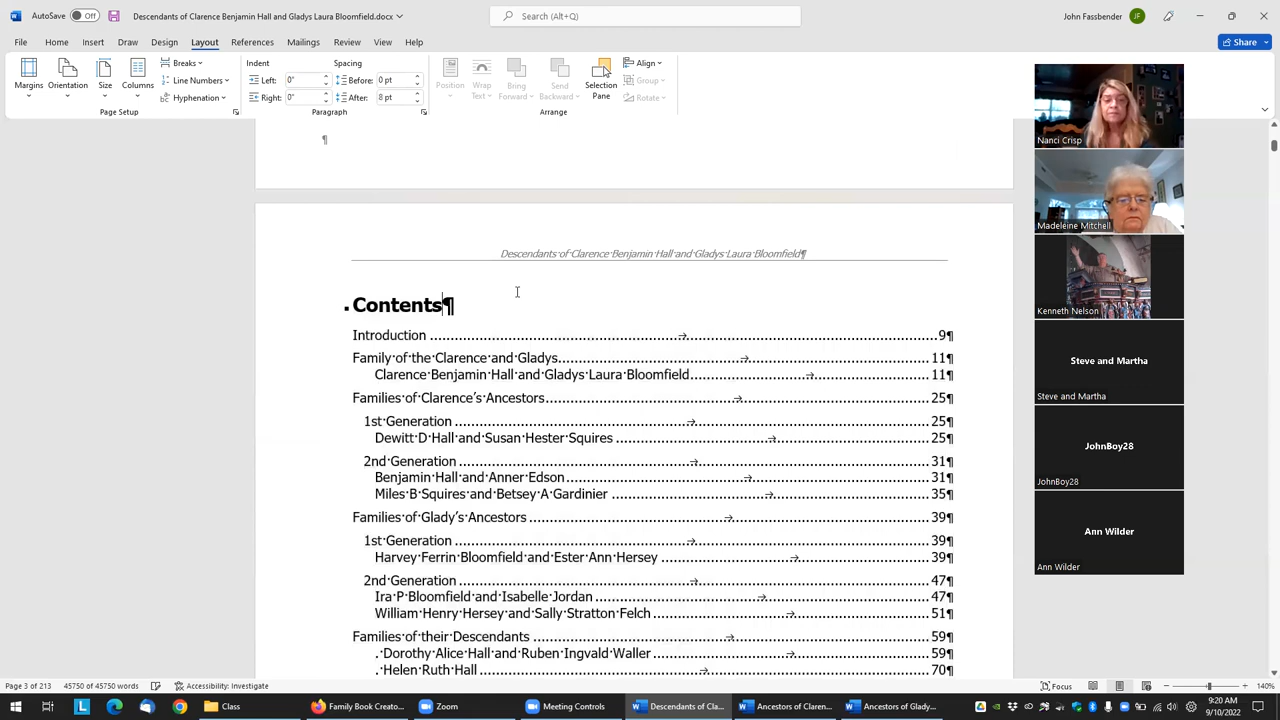 AutoSave Off Descendants of Clarence Benjamin Hall and Gladys Laura Bloomfield.docx Search (Alt+Q) John Fassbender JF
File Home Insert Draw Design Layout References Mailings Review View Help Share
Margins Orientation Size Columns Breaks Line Numbers Hyphenation
Page Setup
Indent Spacing
Left: 0" Before: 0 pt
Right: 0" After: 8 pt
Paragraph
Position Wrap Text Bring Forward Send Backward Selection Pane Align Group Rotate
Arrange
¶
Descendants·of·Clarence·Benjamin·Hall·and·Gladys·Laura·Bloomfield¶
Contents¶
Introduction 9¶
Family·of·the·Clarence·and·Gladys 11¶
Clarence·Benjamin·Hall·and·Gladys·Laura·Bloomfield 11¶
Families·of·Clarence's·Ancestors 25¶
1st·Generation 25¶
Dewitt·D·Hall·and·Susan·Hester·Squires 25¶
2nd·Generation 31¶
Benjamin·Hall·and·Anner·Edson 31¶
Miles·B·Squires·and·Betsey·A·Gardinier 35¶
Families·of·Glady's·Ancestors 39¶
1st·Generation 39¶
Harvey·Ferrin·Bloomfield·and·Ester·Ann·Hersey 39¶
2nd·Generation 47¶
Ira·P·Bloomfield·and·Isabelle·Jordan 47¶
William·Henry·Hersey·and·Sally·Stratton·Felch 51¶
Families·of·their·Descendants 59¶
.·Dorothy·Alice·Hall·and·Ruben·Ingvald·Waller 59¶
.·Helen·Ruth·Hall 70¶
Nanci Crisp
Madeleine Mitchell
Kenneth Nelson
Steve and Martha
Steve and Martha
JohnBoy28
JohnBoy28
Ann Wilder
Ann Wilder
Page 3 of 213 45750 of 45750 words Accessibility: Investigate Focus 140%
L Class Family Book Creato... Zoom Meeting Controls Descendants of Cla... Ancestors of Claren... Ancestors of Glady... 9:20 AM
9/10/2022